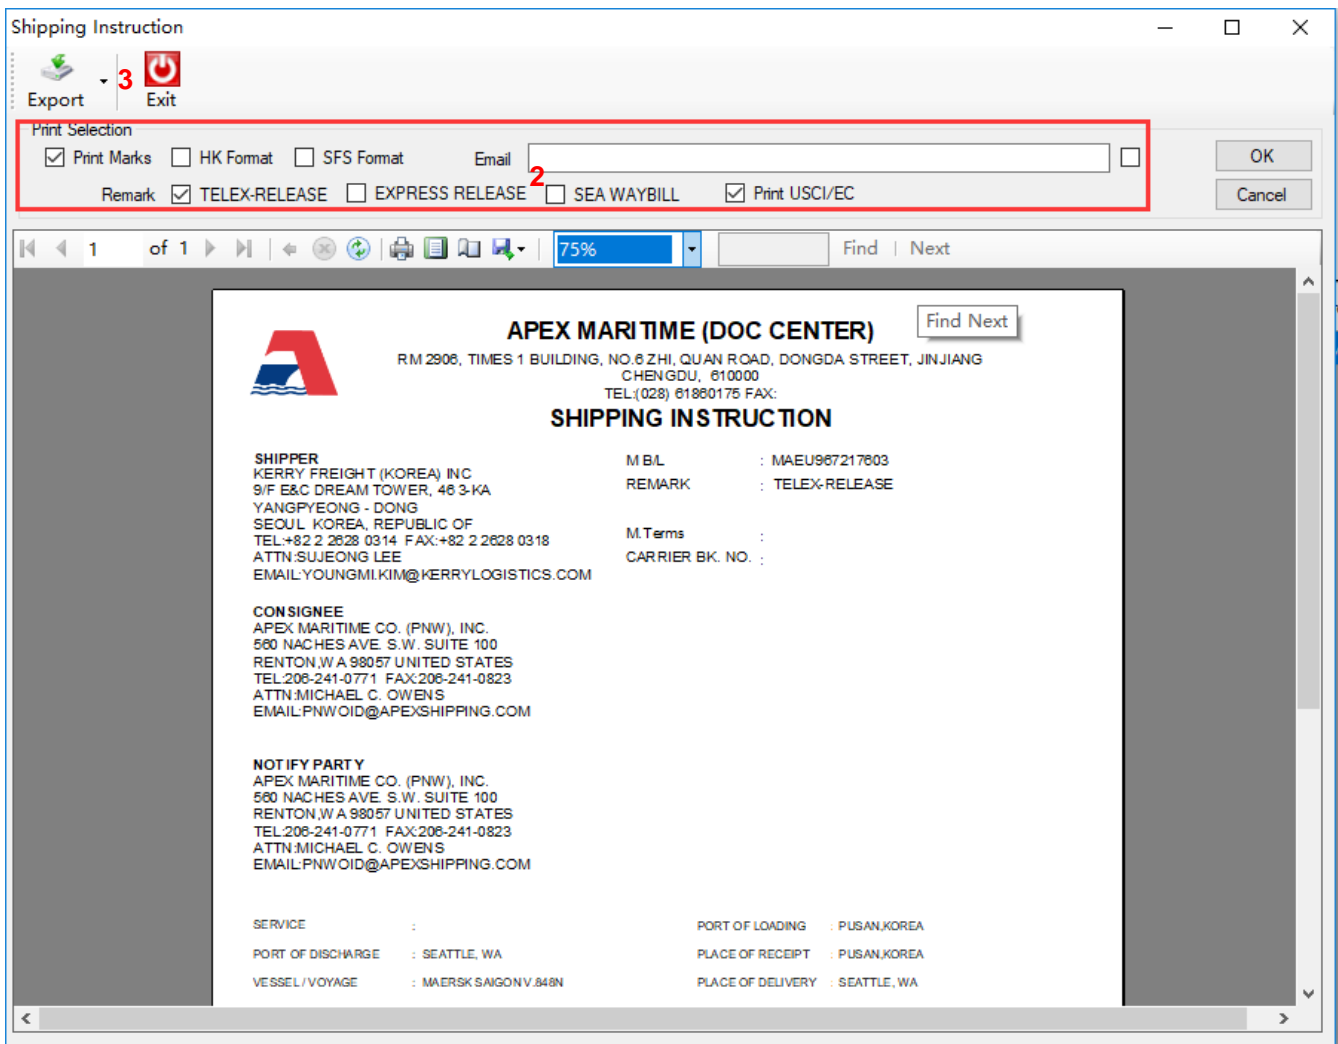 Shipping Instruction
Export 3 Exit
Print Selection
Print Marks HK Format SFS Format Email OK
2
Remark TELEX-RELEASE EXPRESS RELEASE SEA WAYBILL Print USCI/EC Cancel
1 of 1 75% Find | Next
Find Next
APEX MARITIME (DOC CENTER)
RM 2906, TIMES 1 BUILDING, NO.6 ZHI, QUAN ROAD, DONGDA STREET, JINJIANG
CHENGDU, 610000
TEL:(028) 61860175 FAX:
SHIPPING INSTRUCTION
SHIPPER
KERRY FREIGHT (KOREA) INC
9/F E&C DREAM TOWER, 46 3-KA
YANGPYEONG - DONG
SEOUL KOREA, REPUBLIC OF
TEL:+82 2 2628 0314 FAX:+82 2 2628 0318
ATTN:SUJEONG LEE
EMAIL:YOUNGMI.KIM@KERRYLOGISTICS.COM
M B/L : MAEU967217603
REMARK : TELEX-RELEASE
M.Terms :
CARRIER BK. NO. :
CONSIGNEE
APEX MARITIME CO. (PNW), INC.
560 NACHES AVE. S.W. SUITE 100
RENTON,WA 98057 UNITED STATES
TEL:206-241-0771 FAX:206-241-0823
ATTN:MICHAEL C. OWENS
EMAIL:PNWOID@APEXSHIPPING.COM
NOTIFY PARTY
APEX MARITIME CO. (PNW), INC.
560 NACHES AVE. S.W. SUITE 100
RENTON,WA 98057 UNITED STATES
TEL:206-241-0771 FAX:206-241-0823
ATTN:MICHAEL C. OWENS
EMAIL:PNWOID@APEXSHIPPING.COM
SERVICE : PORT OF LOADING : PUSAN,KOREA
PORT OF DISCHARGE : SEATTLE, WA PLACE OF RECEIPT : PUSAN,KOREA
VESSEL / VOYAGE : MAERSK SAIGON V.848N PLACE OF DELIVERY : SEATTLE, WA